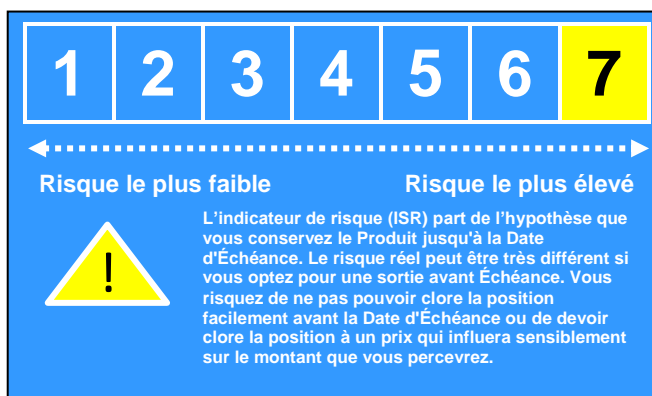 1 2 3 4 5 6 7
Risque le plus faible Risque le plus élevé
L'indicateur de risque (ISR) part de l'hypothèse que
vous conservez le Produit jusqu'à la Date
d'Échéance. Le risque réel peut être très différent si
vous optez pour une sortie avant Échéance. Vous
risquez de ne pas pouvoir clore la position
facilement avant la Date d'Échéance ou de devoir
clore la position à un prix qui influera sensiblement
sur le montant que vous percevrez.
!